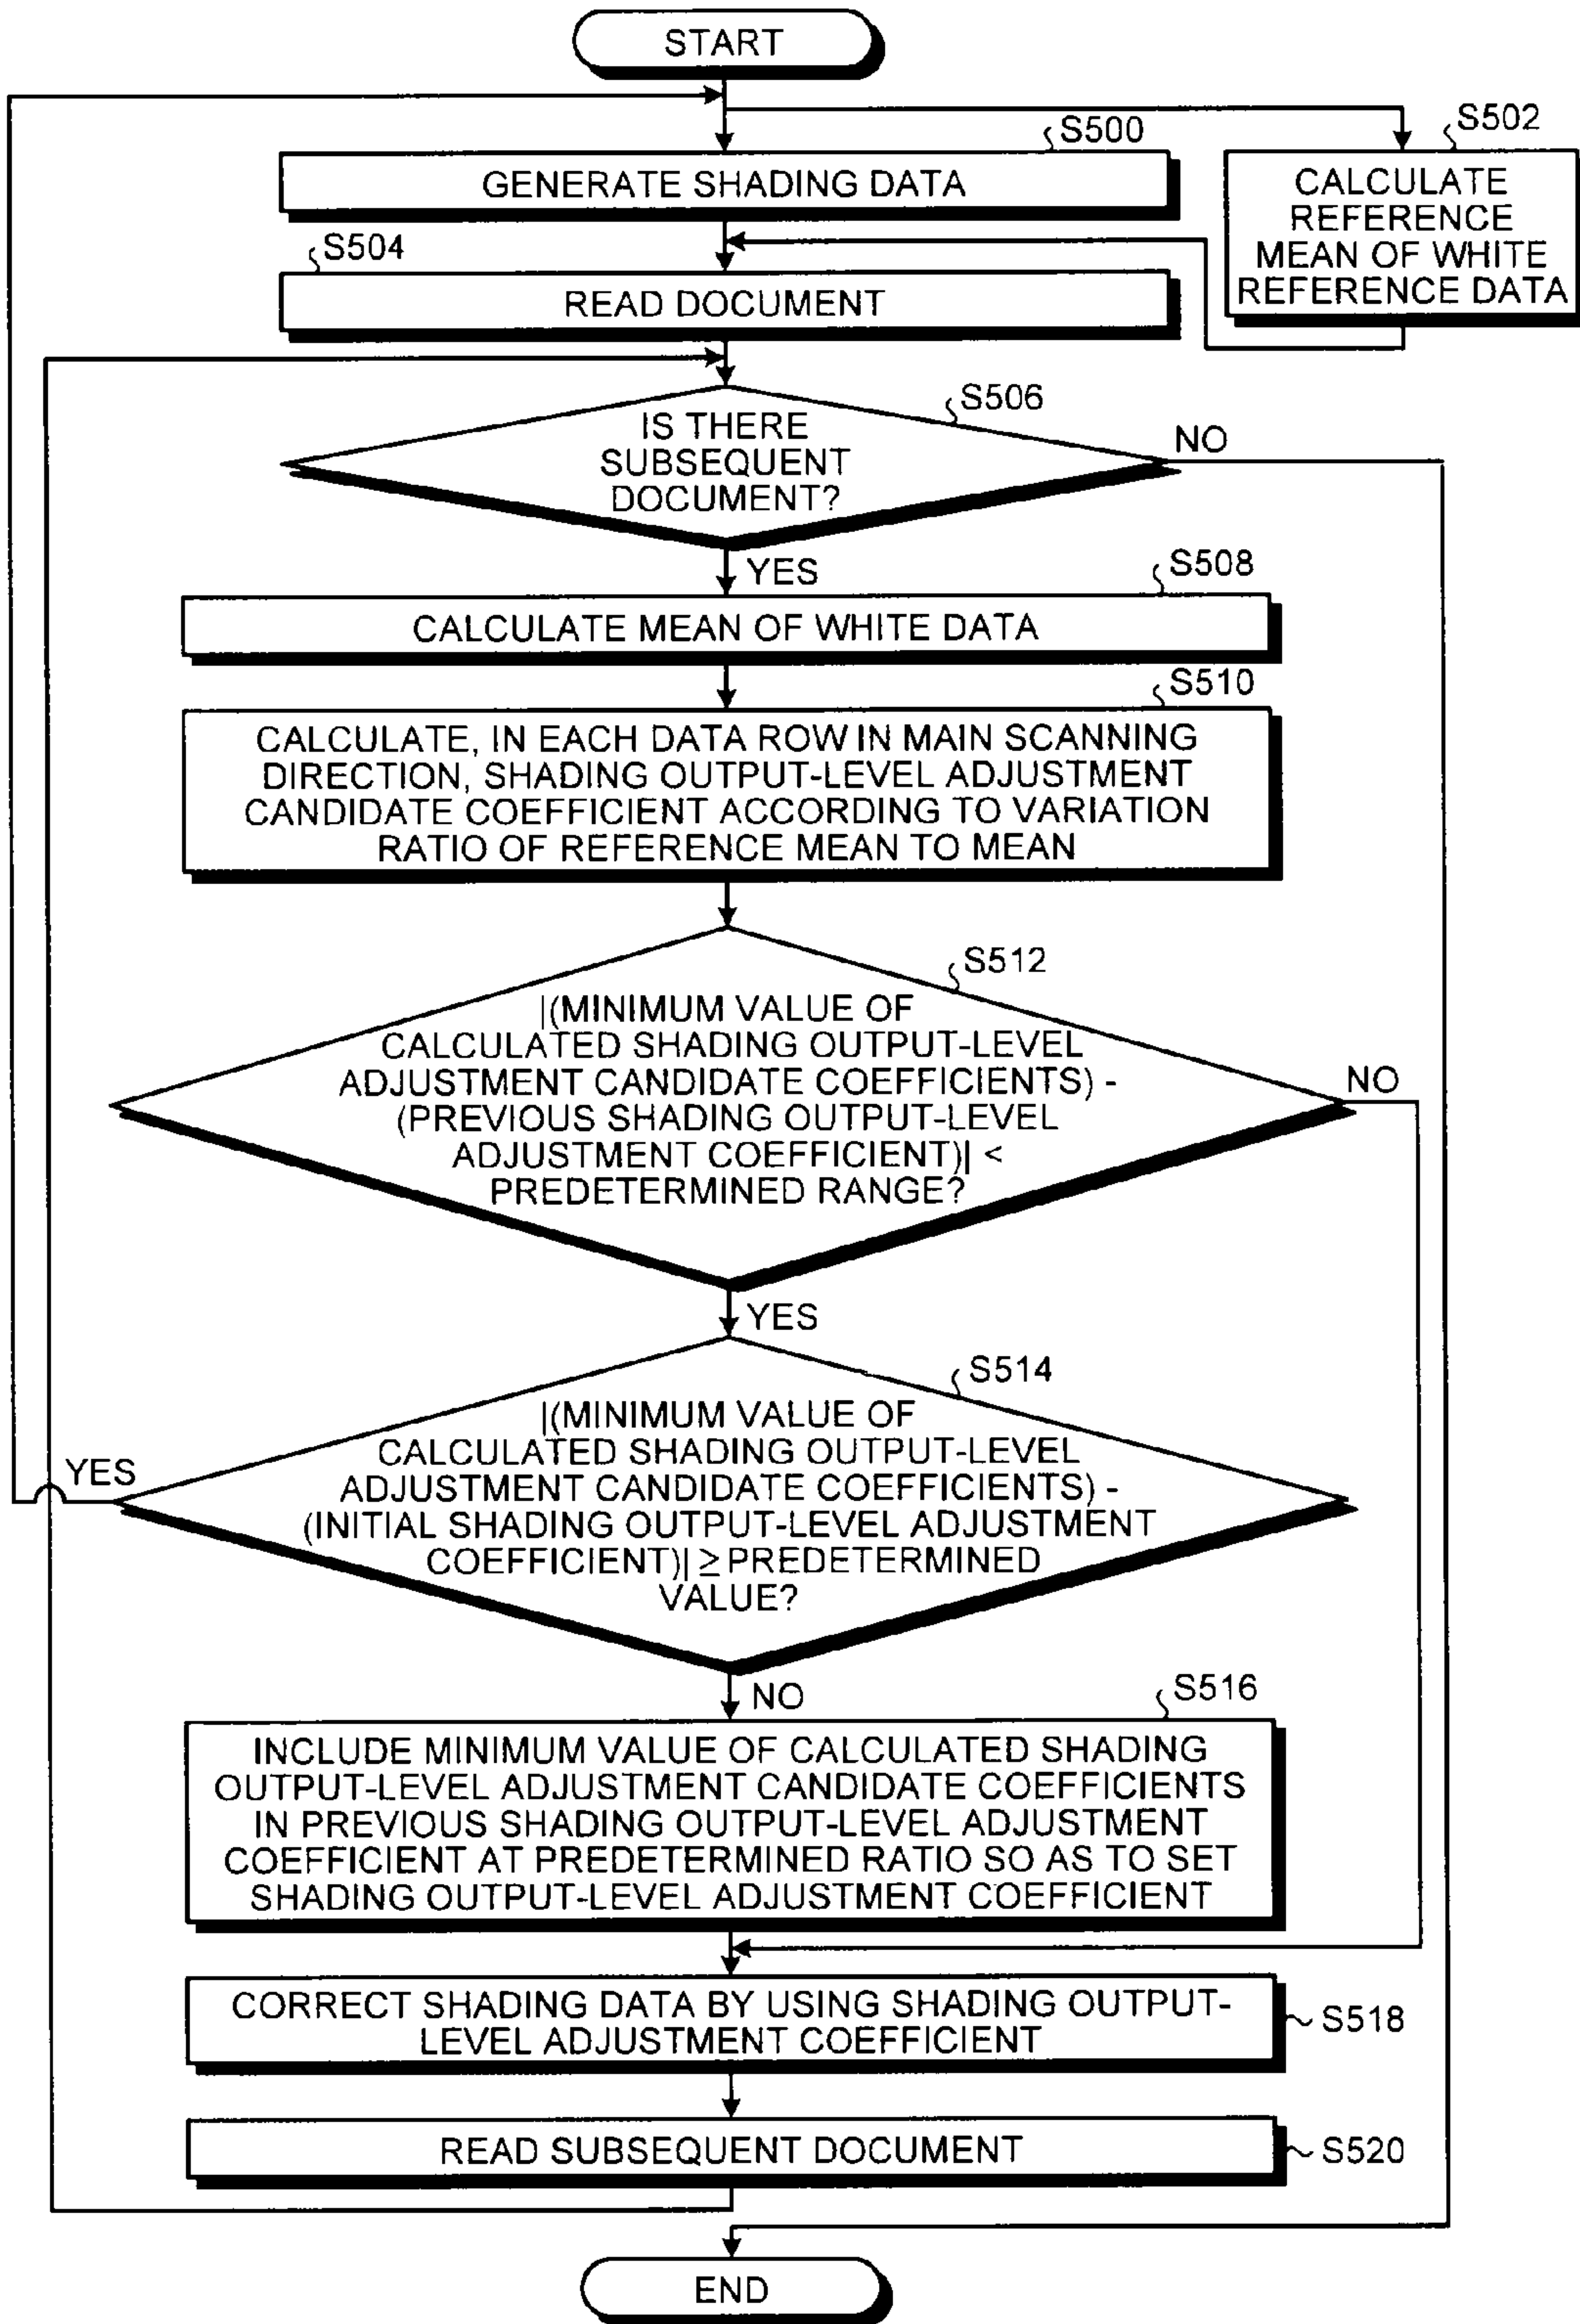 START
S500
GENERATE SHADING DATA
S502
CALCULATE
REFERENCE
MEAN OF WHITE
REFERENCE DATA
S504
READ DOCUMENT
S506
IS THERE
SUBSEQUENT
DOCUMENT?
NO
YES
S508
CALCULATE MEAN OF WHITE DATA
S510
CALCULATE, IN EACH DATA ROW IN MAIN SCANNING
DIRECTION, SHADING OUTPUT-LEVEL ADJUSTMENT
CANDIDATE COEFFICIENT ACCORDING TO VARIATION
RATIO OF REFERENCE MEAN TO MEAN
S512
|(MINIMUM VALUE OF
CALCULATED SHADING OUTPUT-LEVEL
ADJUSTMENT CANDIDATE COEFFICIENTS) -
(PREVIOUS SHADING OUTPUT-LEVEL
ADJUSTMENT COEFFICIENT)| <
PREDETERMINED RANGE?
NO
YES
S514
|(MINIMUM VALUE OF
CALCULATED SHADING OUTPUT-LEVEL
ADJUSTMENT CANDIDATE COEFFICIENTS) -
(INITIAL SHADING OUTPUT-LEVEL ADJUSTMENT
COEFFICIENT)| ≥ PREDETERMINED
VALUE?
YES
NO
S516
INCLUDE MINIMUM VALUE OF CALCULATED SHADING
OUTPUT-LEVEL ADJUSTMENT CANDIDATE COEFFICIENTS
IN PREVIOUS SHADING OUTPUT-LEVEL ADJUSTMENT
COEFFICIENT AT PREDETERMINED RATIO SO AS TO SET
SHADING OUTPUT-LEVEL ADJUSTMENT COEFFICIENT
CORRECT SHADING DATA BY USING SHADING OUTPUT-
LEVEL ADJUSTMENT COEFFICIENT
S518
READ SUBSEQUENT DOCUMENT
S520
END